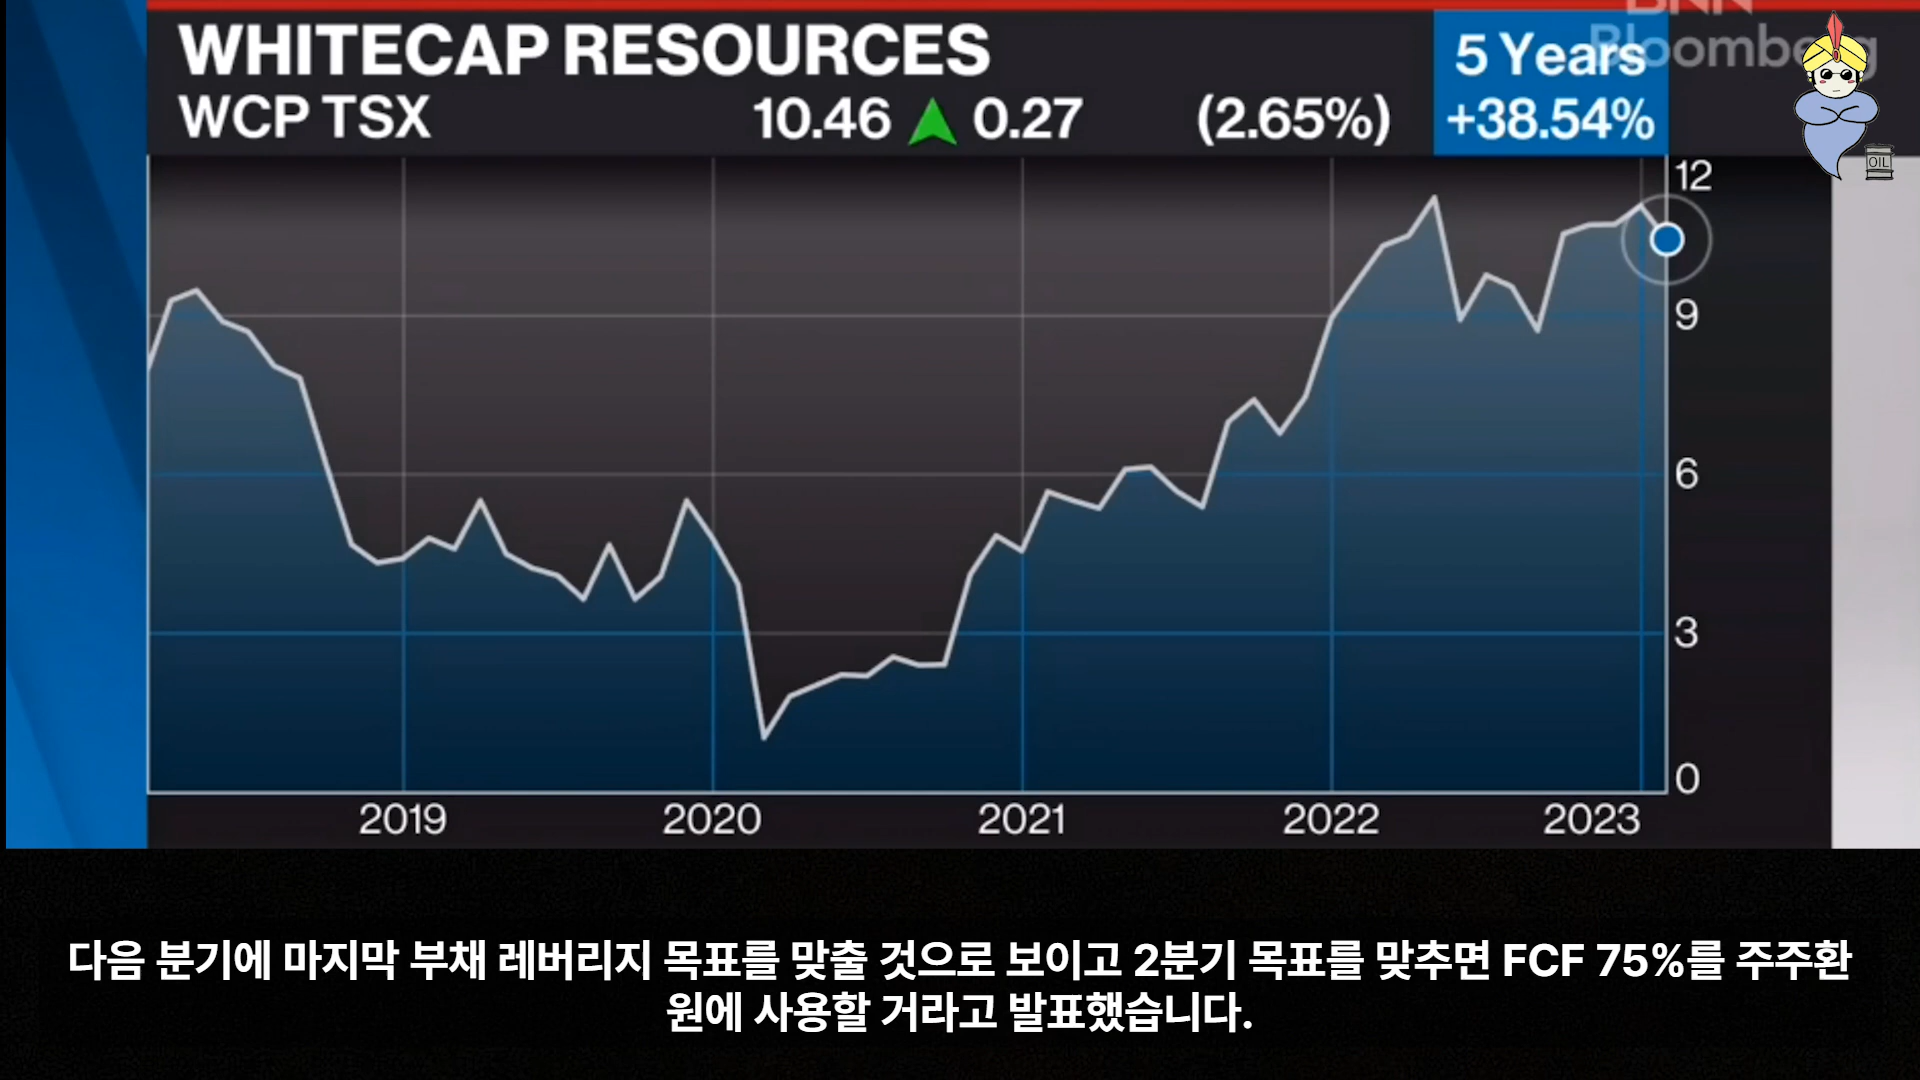 BNN
Bloomberg
WHITECAP RESOURCES
5 Years
WCP TSX
10.46 ▲ 0.27 (2.65%)
+38.54%
OIL
12
9
6
3
0
2019 2020 2021 2022 2023
다음 분기에 마지막 부채 레버리지 목표를 맞출 것으로 보이고 2분기 목표를 맞추면 FCF 75%를 주주환
원에 사용할 거라고 발표했습니다.